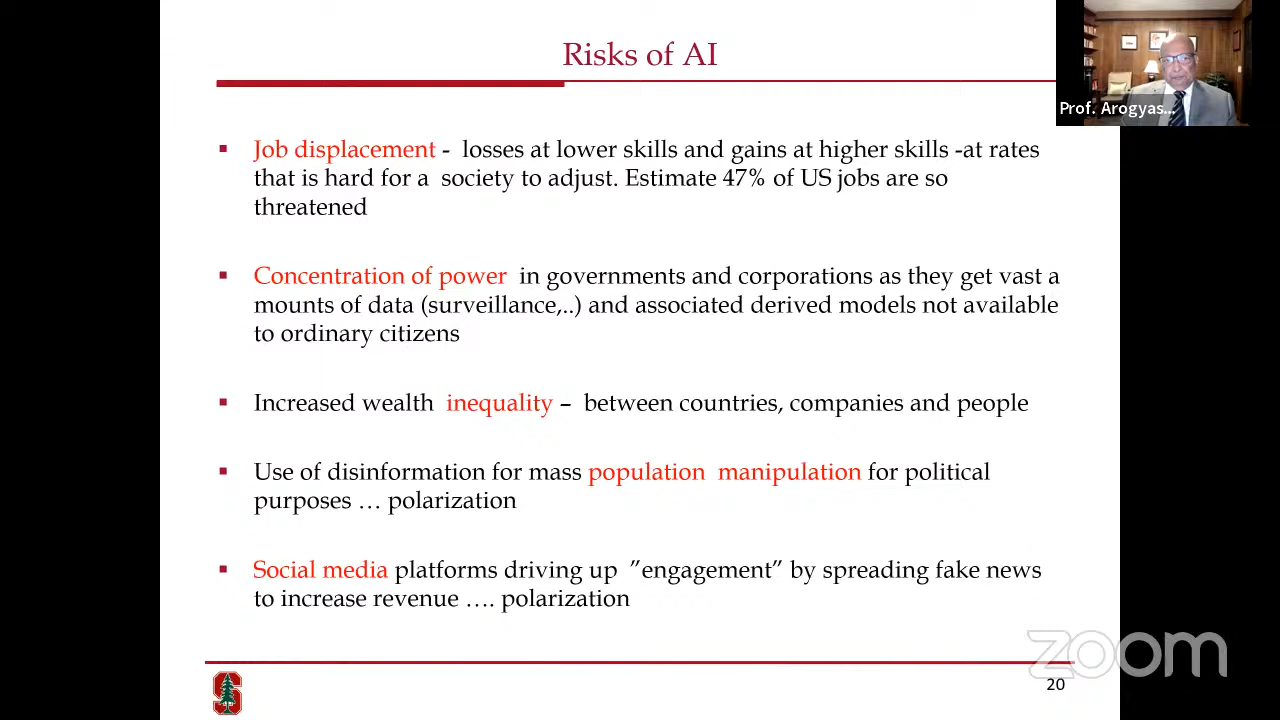 Risks of AI
Prof. Arogyas...
Job displacement - losses at lower skills and gains at higher skills -at rates
that is hard for a society to adjust. Estimate 47% of US jobs are so
threatened
Concentration of power in governments and corporations as they get vast a
mounts of data (surveillance,..) and associated derived models not available
to ordinary citizens
Increased wealth inequality – between countries, companies and people
Use of disinformation for mass population manipulation for political
purposes … polarization
Social media platforms driving up ”engagement” by spreading fake news
to increase revenue …. polarization
zoom
20